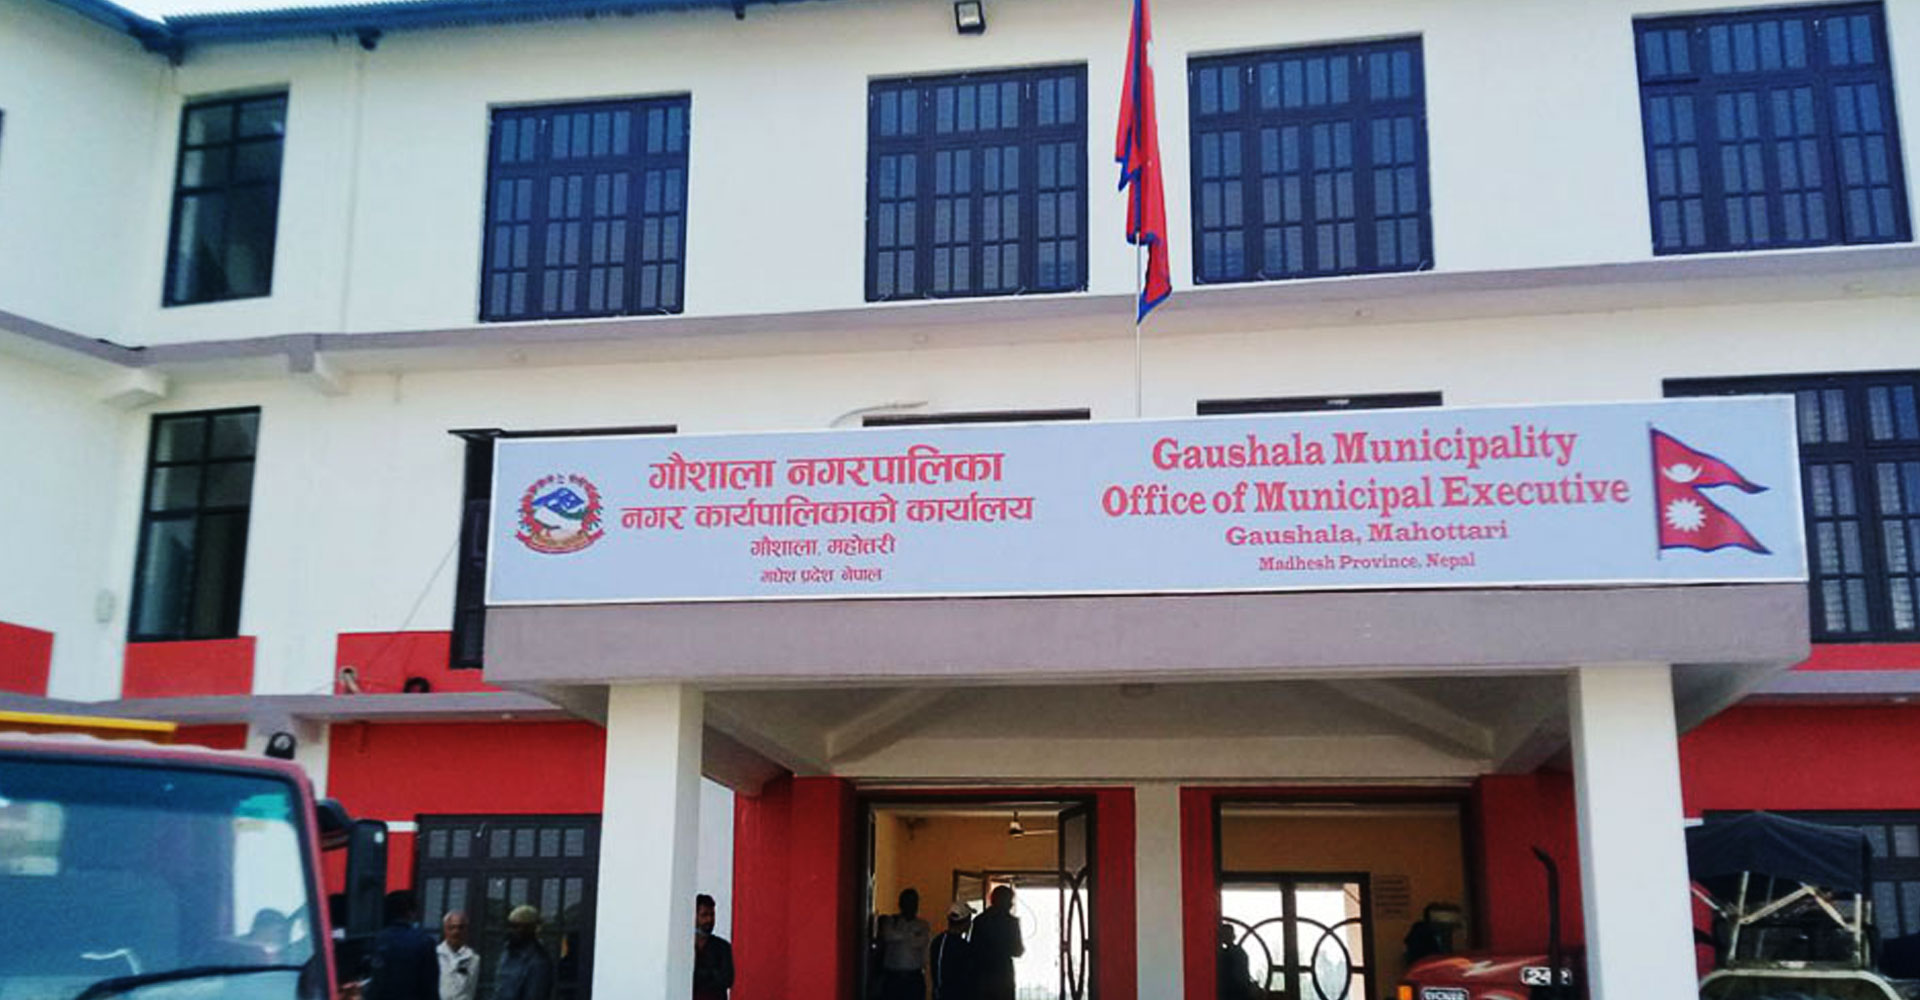 गौशाला नगरपालिका
नगर कार्यपालिकाको कार्यालय
गौशाला, महोत्तरी
मधेश प्रदेश नेपाल
Gaushala Municipality
Office of Municipal Executive
Gaushala, Mahottari
Madhesh Province, Nepal